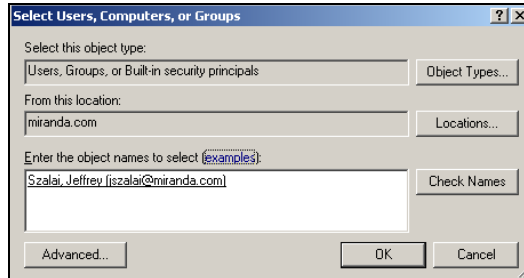 Select Users, Computers, or Groups
Select this object type:
Users, Groups, or Built-in security principals
Object Types...
From this location:
miranda.com
Locations...
Enter the object names to select (examples):
Szalai, Jeffrey (jszalai@miranda.com)
Check Names
Advanced...
OK
Cancel